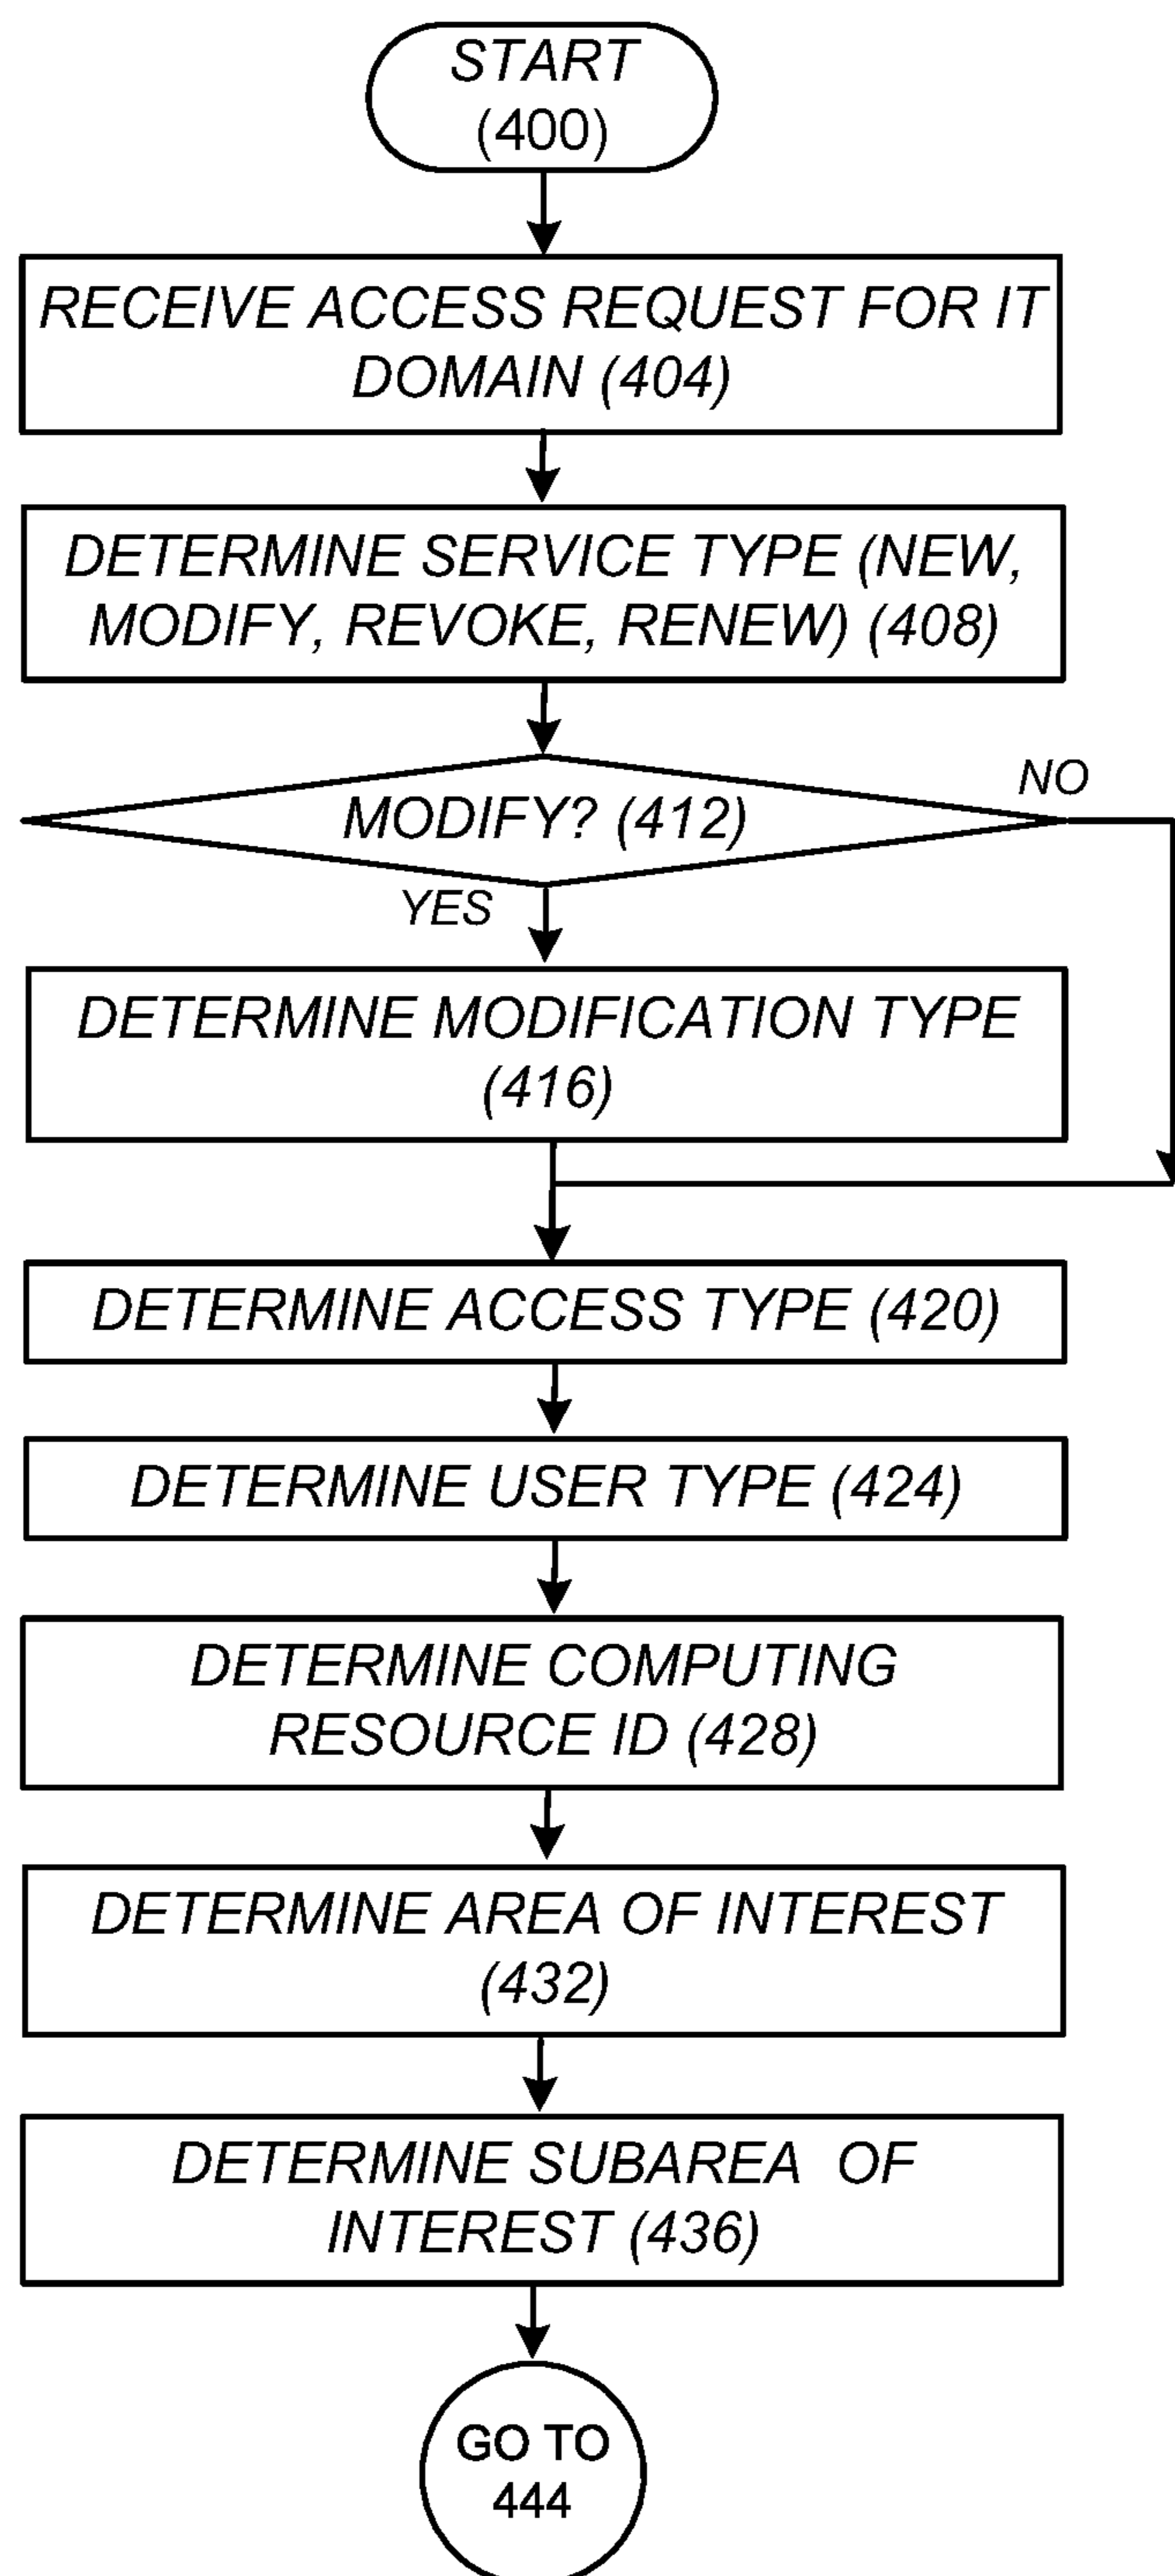 START
(400)
RECEIVE ACCESS REQUEST FOR IT
DOMAIN (404)
DETERMINE SERVICE TYPE (NEW,
MODIFY, REVOKE, RENEW) (408)
MODIFY? (412)
NO
YES
DETERMINE MODIFICATION TYPE
(416)
DETERMINE ACCESS TYPE (420)
DETERMINE USER TYPE (424)
DETERMINE COMPUTING
RESOURCE ID (428)
DETERMINE AREA OF INTEREST
(432)
DETERMINE SUBAREA OF
INTEREST (436)
GO TO
444